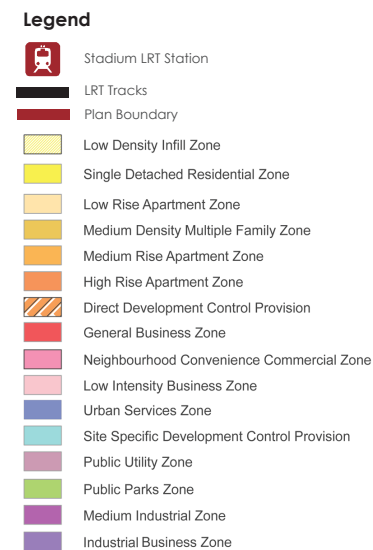 Legend
Stadium LRT Station
LRT Tracks
Plan Boundary
Low Density Infill Zone
Single Detached Residential Zone
Low Rise Apartment Zone
Medium Density Multiple Family Zone
Medium Rise Apartment Zone
High Rise Apartment Zone
Direct Development Control Provision
General Business Zone
Neighbourhood Convenience Commercial Zone
Low Intensity Business Zone
Urban Services Zone
Site Specific Development Control Provision
Public Utility Zone
Public Parks Zone
Medium Industrial Zone
Industrial Business Zone